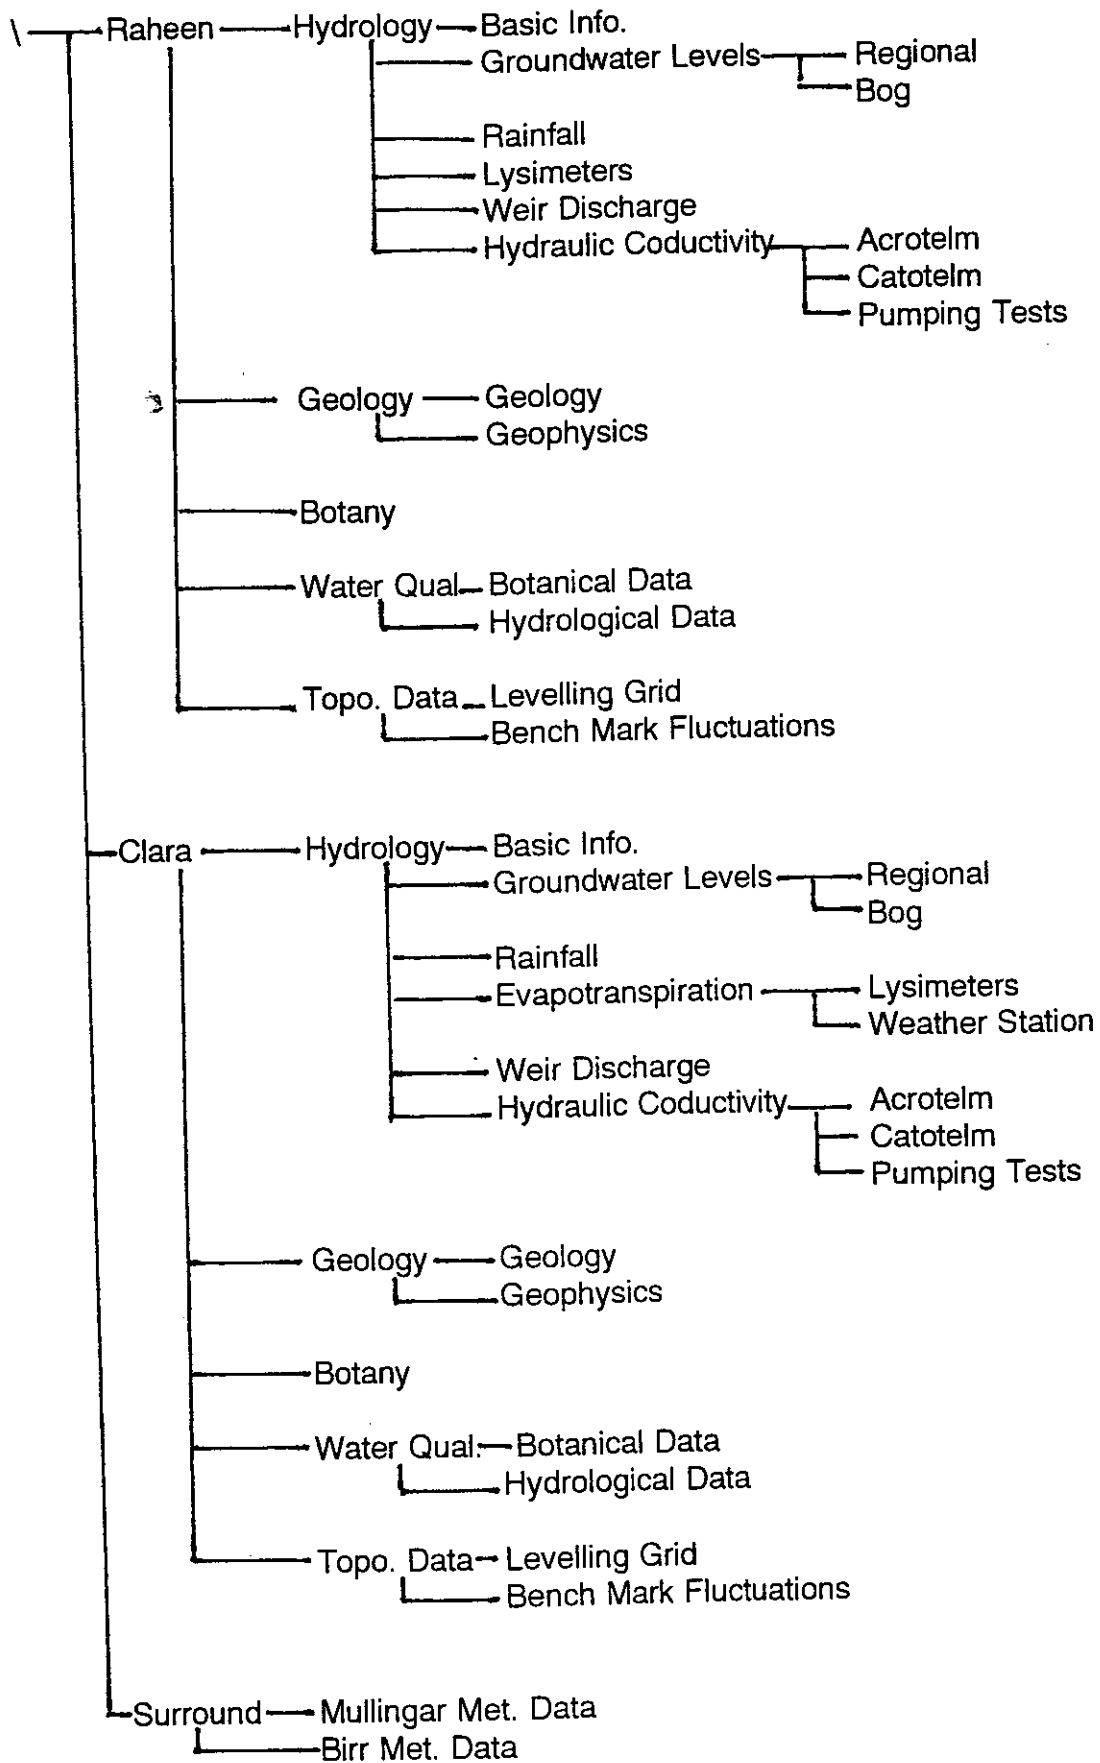 \ Raheen Hydrology Basic Info.
Groundwater Levels Regional
Bog
Rainfall
Lysimeters
Weir Discharge
Hydraulic Coductivity Acrotelm
Catotelm
Pumping Tests
Geology Geology
Geophysics
Botany
Water Qual Botanical Data
Hydrological Data
Topo. Data Levelling Grid
Bench Mark Fluctuations
Clara Hydrology Basic Info.
Groundwater Levels Regional
Bog
Rainfall
Evapotranspiration Lysimeters
Weather Station
Weir Discharge
Hydraulic Coductivity Acrotelm
Catotelm
Pumping Tests
Geology Geology
Geophysics
Botany
Water Qual. Botanical Data
Hydrological Data
Topo. Data Levelling Grid
Bench Mark Fluctuations
Surround Mullingar Met. Data
Birr Met. Data